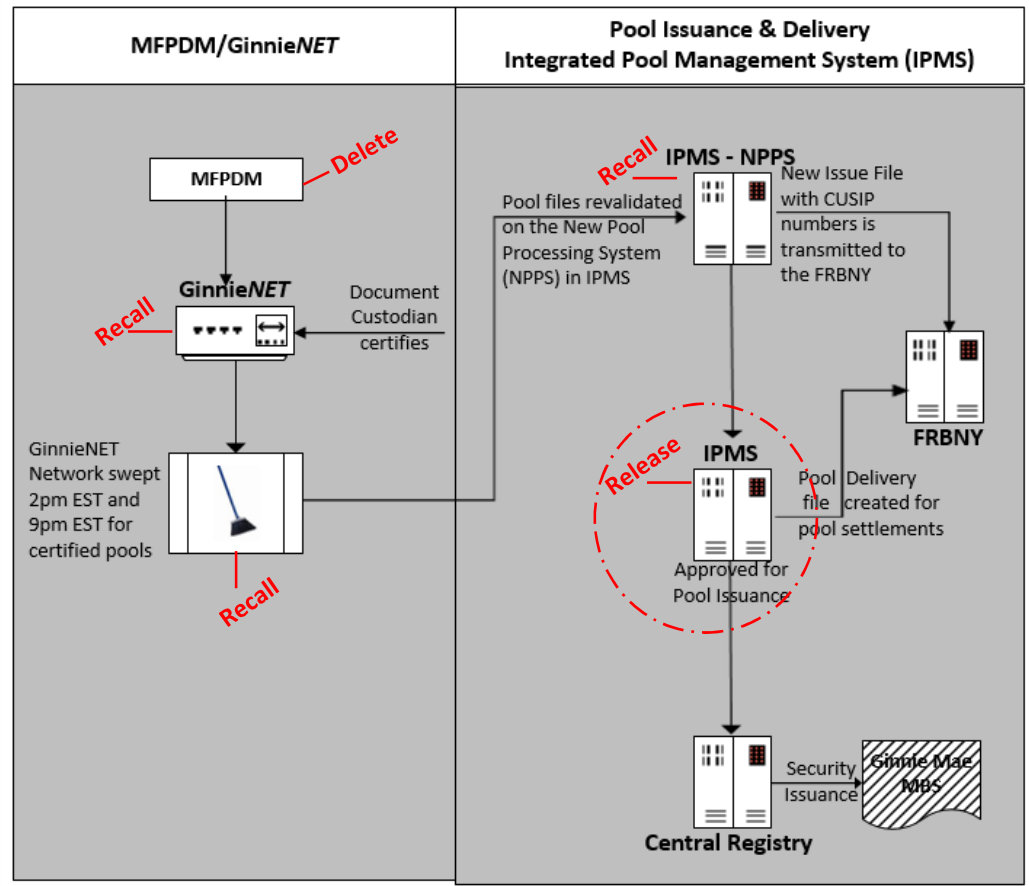 MFPDM/GinnieNET
Pool Issuance & Delivery
Integrated Pool Management System (IPMS)
Delete
MFPDM
GinnieNET
Recall
Document
Custodian
certifies
GinnieNET
Network swept
2pm EST and
9pm EST for
certified pools
Recall
Recall
IPMS - NPPS
Pool files revalidated
on the New Pool
Processing System
(NPPS) in IPMS
New Issue File
with CUSIP
numbers is
transmitted to
the FRBNY
FRBNY
IPMS
Release
Pool Delivery
file created for
pool settlements
Approved for
Pool Issuance
Central Registry
Security
Issuance
Ginnie Mae
MBS